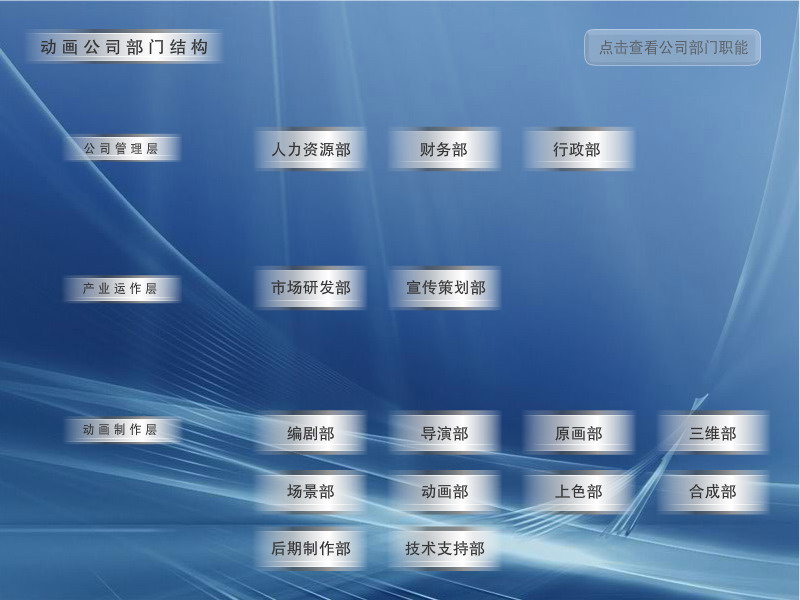 动画公司部门结构
点击查看公司部门职能
公司管理层
人力资源部
财务部
行政部
产业运作层
市场研发部
宣传策划部
动画制作层
编剧部
导演部
原画部
三维部
场景部
动画部
上色部
合成部
后期制作部
技术支持部